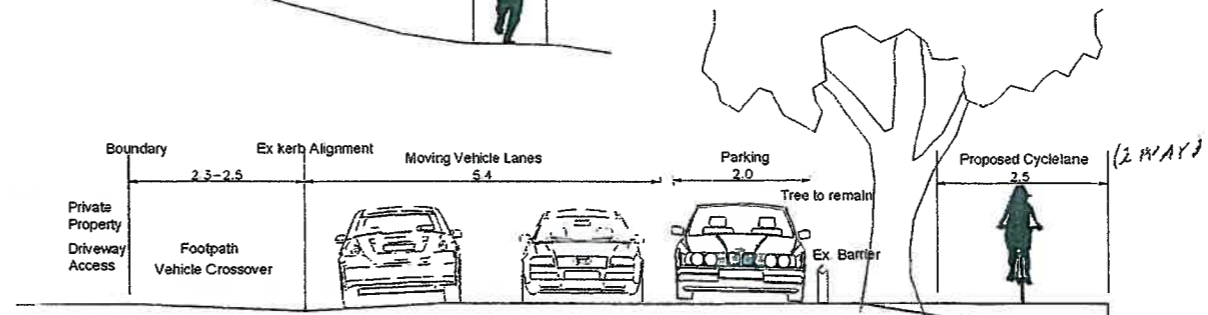 Boundary
Ex kerb Alignment
Moving Vehicle Lanes
Parking
Proposed Cyclelane
(2 WAY)
2.3-2.5
5.4
2.0
2.5
Tree to remain
Private
Property
Driveway
Access
Footpath
Vehicle Crossover
Ex. Barrier